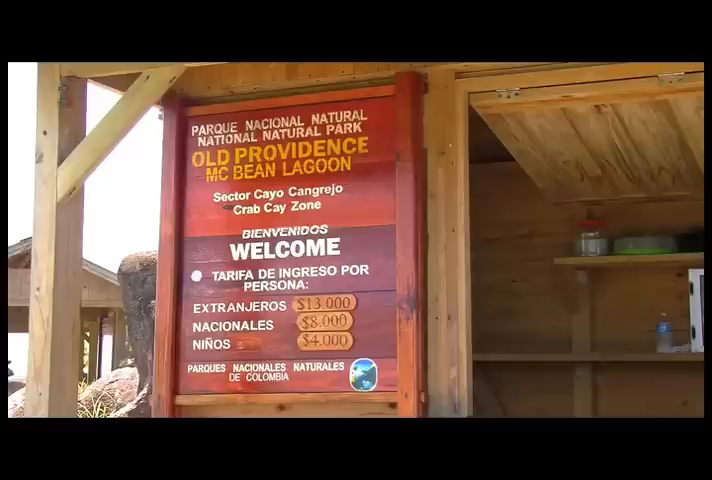 PARQUE NACIONAL NATURAL
NATIONAL NATURAL PARK
OLD PROVIDENCE
MC BEAN LAGOON
Sector Cayo Cangrejo
Crab Cay Zone
BIENVENIDOS
WELCOME
TARIFA DE INGRESO POR
PERSONA:
EXTRANJEROS $13.000
NACIONALES $8.000
NIÑOS $4.000
PARQUES NACIONALES NATURALES
DE COLOMBIA